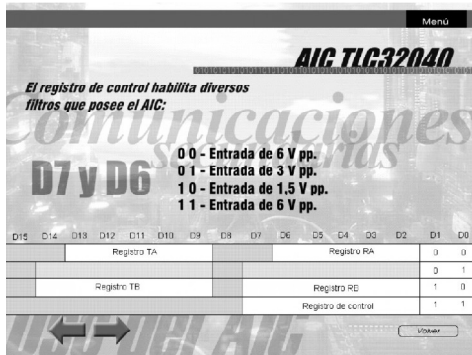 Menú
AIC TLC32040
El registro de control habilita diversos
filtros que posee el AIC:
Comunicaciones
secundarias
D7 y D6
0 0 - Entrada de 6 V pp.
0 1 - Entrada de 3 V pp.
1 0 - Entrada de 1,5 V pp.
1 1 - Entrada de 6 V pp.
D15 D14 D13 D12 D11 D10 D9 D8 D7 D6 D5 D4 D3 D2 D1 D0
Registro TA Registro RA 0 0
0 1
Registro TB Registro RB 1 0
Registro de control 1 1
Volver